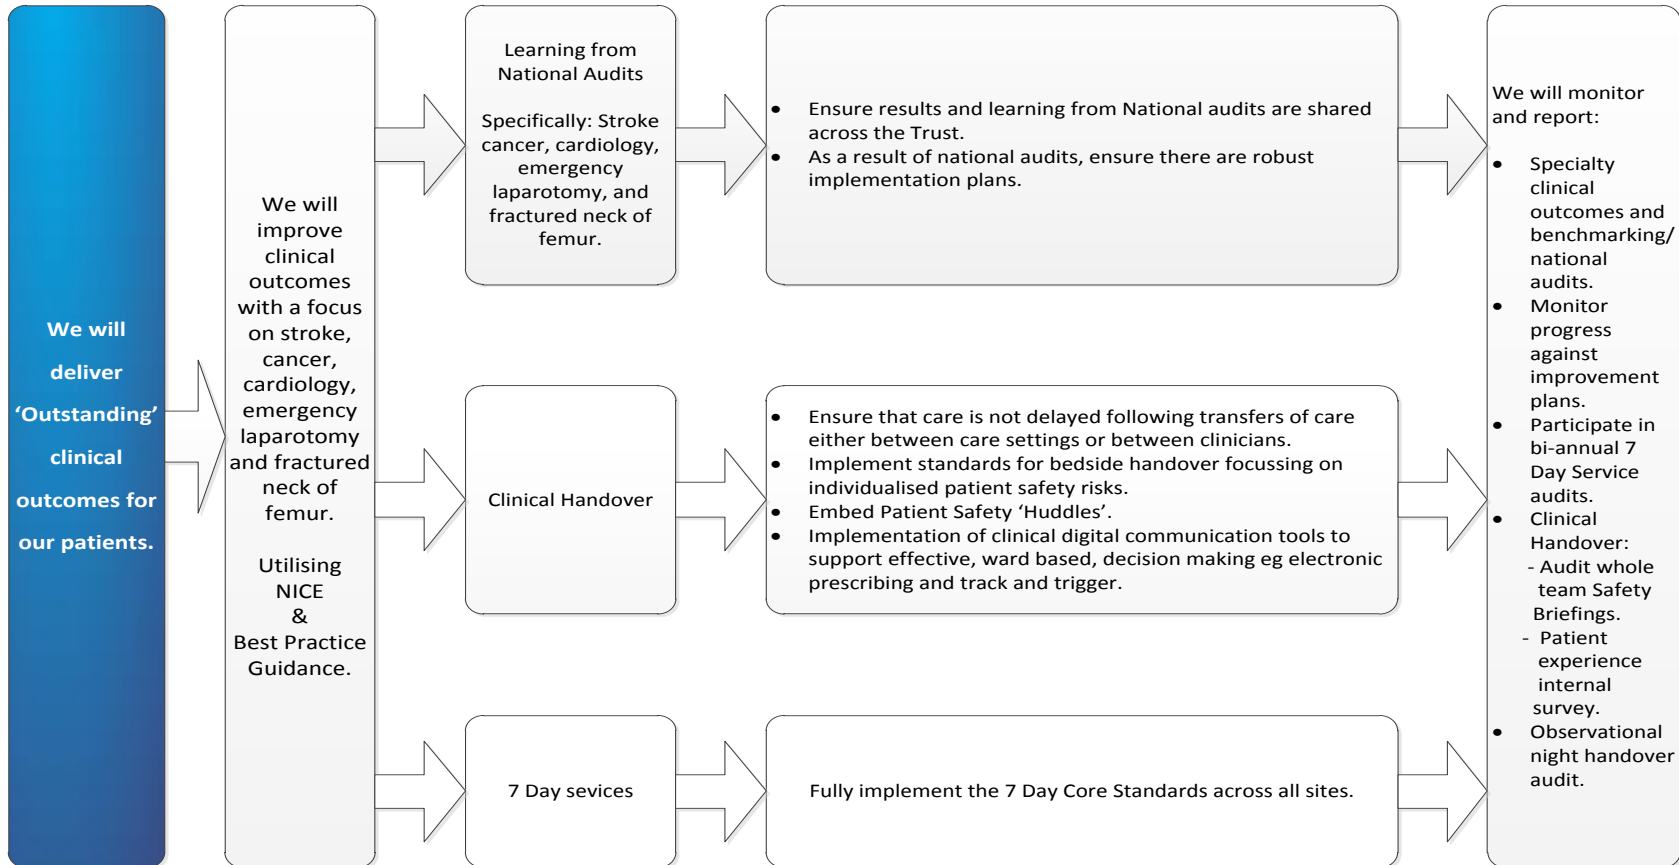 We will
deliver
‘Outstanding’
clinical
outcomes for
our patients.
We will
improve
clinical
outcomes
with a focus
on stroke,
cancer,
cardiology,
emergency
laparotomy
and fractured
neck of
femur.
Utilising
NICE
&
Best Practice
Guidance.
Learning from
National Audits
Specifically: Stroke
cancer, cardiology,
emergency
laparotomy, and
fractured neck of
femur.
• Ensure results and learning from National audits are shared
across the Trust.
• As a result of national audits, ensure there are robust
implementation plans.
Clinical Handover
• Ensure that care is not delayed following transfers of care
either between care settings or between clinicians.
• Implement standards for bedside handover focussing on
individualised patient safety risks.
• Embed Patient Safety ‘Huddles’.
• Implementation of clinical digital communication tools to
support effective, ward based, decision making eg electronic
prescribing and track and trigger.
7 Day sevices
Fully implement the 7 Day Core Standards across all sites.
We will monitor
and report:
• Specialty
clinical
outcomes and
benchmarking/
national
audits.
• Monitor
progress
against
improvement
plans.
• Participate in
bi-annual 7
Day Service
audits.
• Clinical
Handover:
- Audit whole
team Safety
Briefings.
- Patient
experience
internal
survey.
• Observational
night handover
audit.